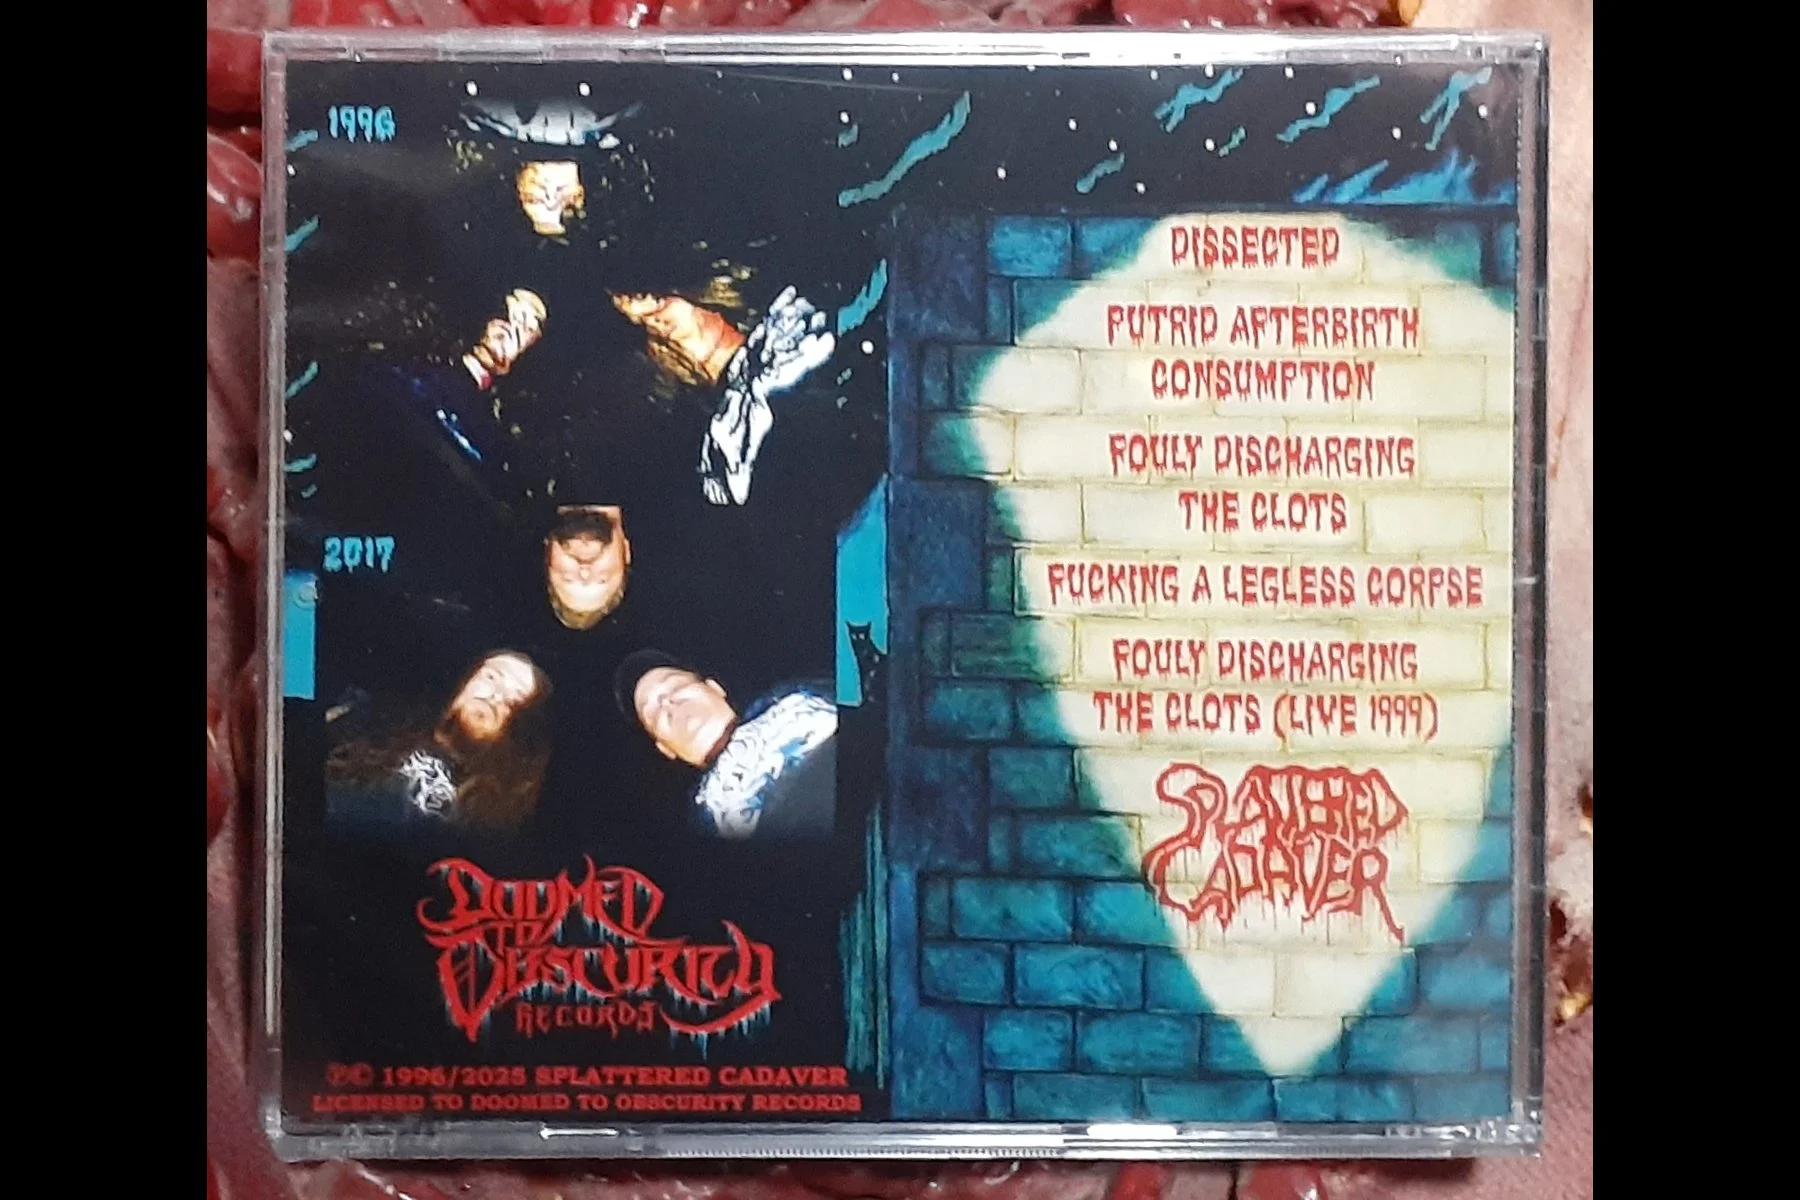 1996
2017
DOOMED
TO
OBSCURITY
RECORDS
℗© 1996/2025 SPLATTERED CADAVER
LICENSED TO DOOMED TO OBSCURITY RECORDS
DISSECTED
PUTRID AFTERBIRTH
CONSUMPTION
FOULY DISCHARGING
THE CLOTS
FUCKING A LEGLESS CORPSE
FOULY DISCHARGING
THE CLOTS (LIVE 1999)
SPLATTERED
CADAVER